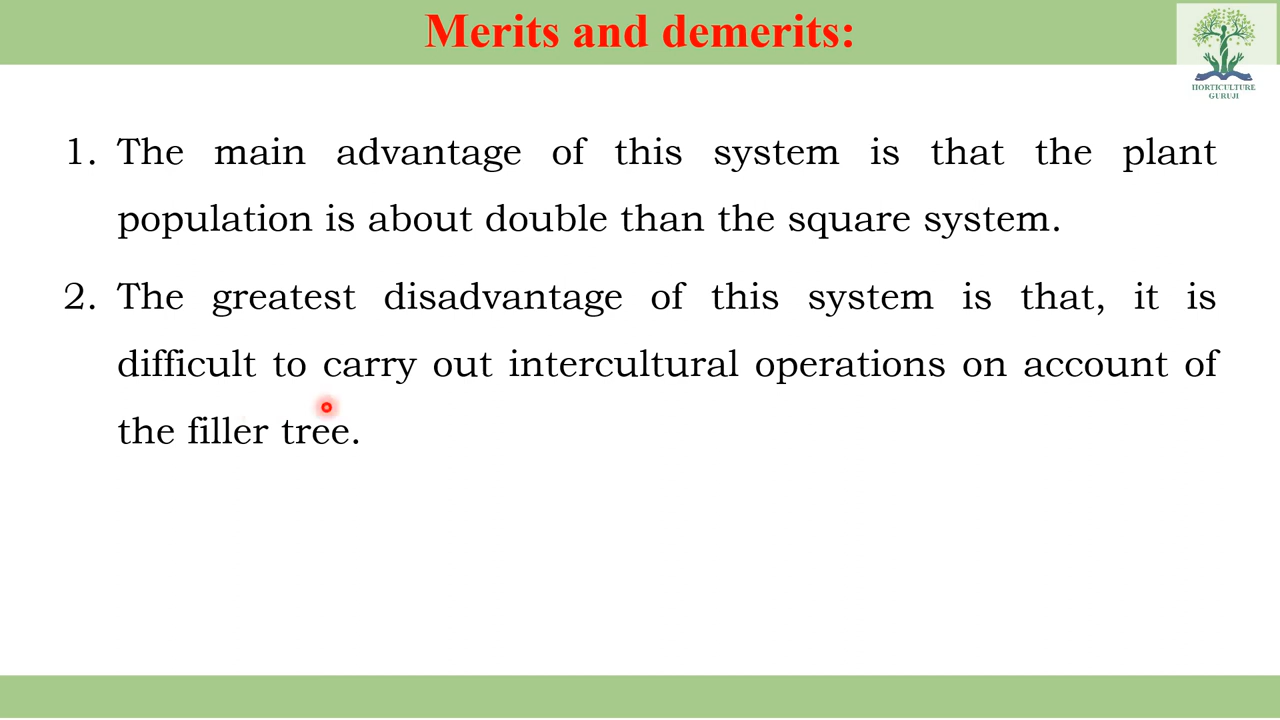 Merits and demerits:
HORTICULTURE
GURUJI
1. The main advantage of this system is that the plant
population is about double than the square system.
2. The greatest disadvantage of this system is that, it is
difficult to carry out intercultural operations on account of
the filler tree.